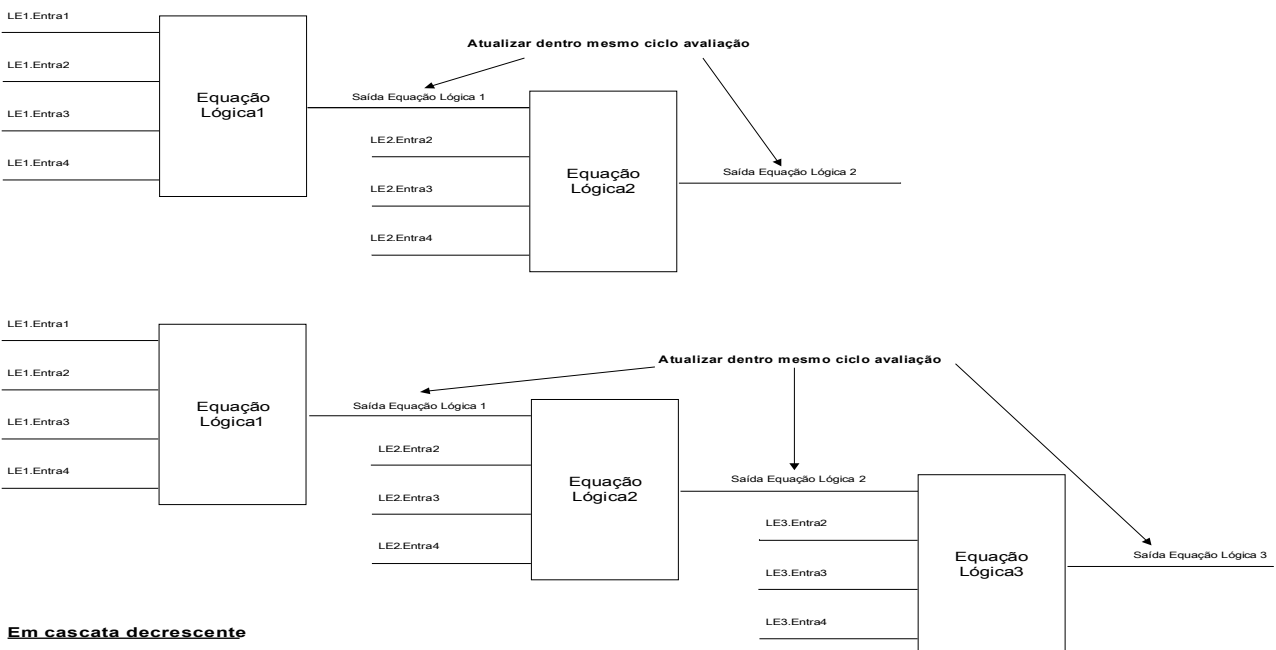 LE1.Entra1
Atualizar dentro mesmo ciclo avaliação
LE1.Entra2
Equação
Lógica1
Saída Equação Lógica 1
LE1.Entra3
LE2.Entra2
LE1.Entra4
Equação
Lógica2
Saída Equação Lógica 2
LE2.Entra3
LE2.Entra4
LE1.Entra1
Atualizar dentro mesmo ciclo avaliação
LE1.Entra2
Equação
Lógica1
Saída Equação Lógica 1
LE1.Entra3
LE2.Entra2
LE1.Entra4
Equação
Lógica2
Saída Equação Lógica 2
LE2.Entra3
LE3.Entra2
LE2.Entra4
Equação
Lógica3
Saída Equação Lógica 3
LE3.Entra3
LE3.Entra4
Em cascata decrescente